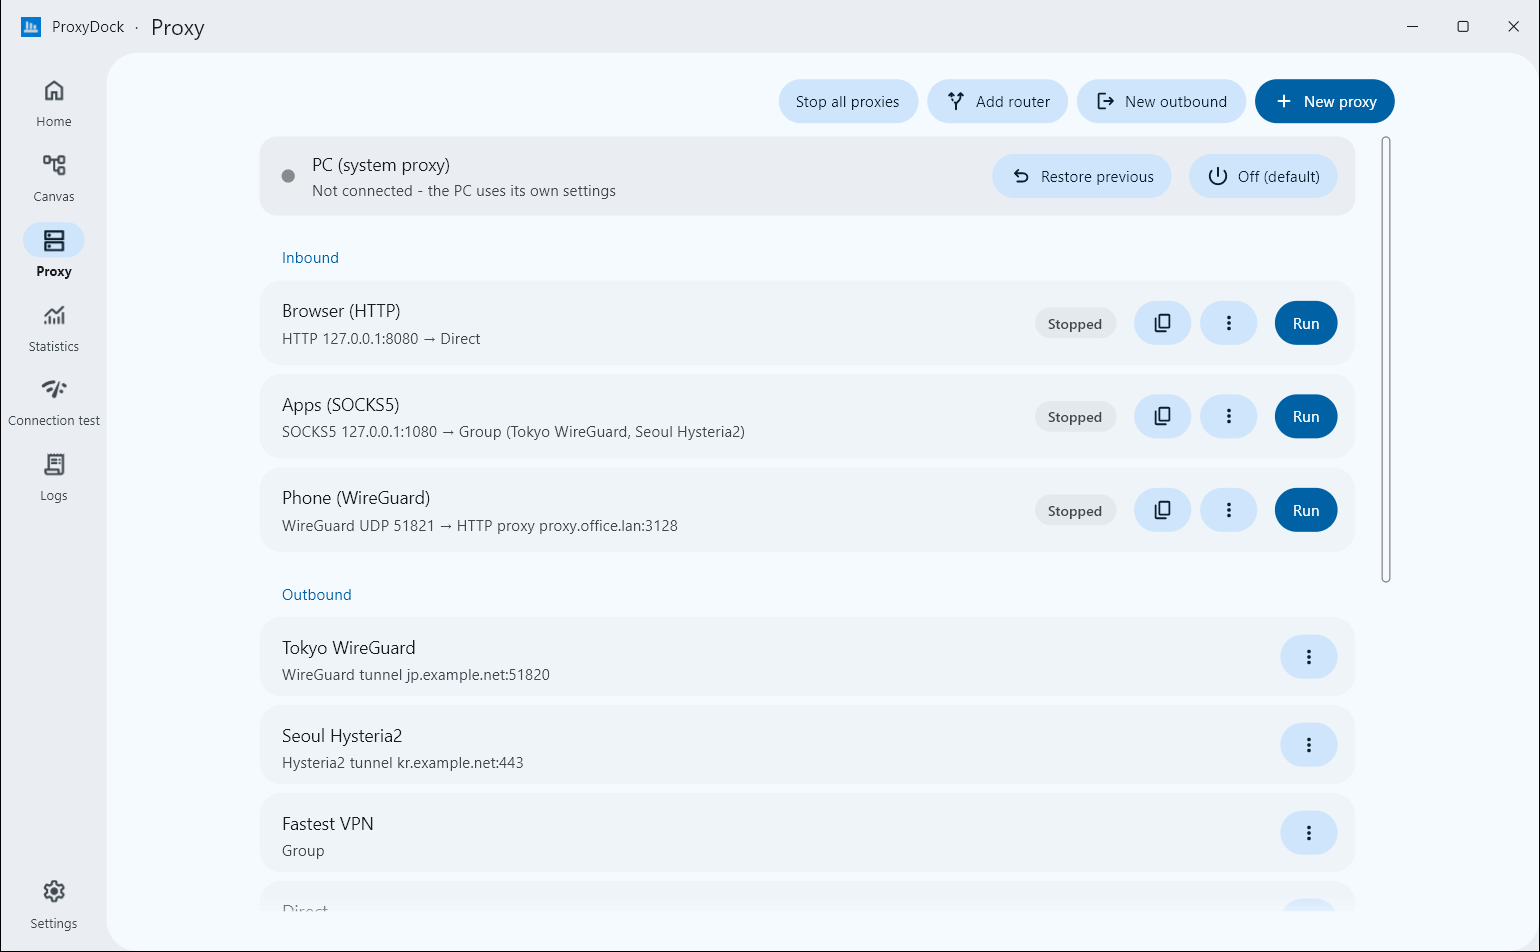 ProxyDock · Proxy
Home
Canvas
Proxy
Statistics
Connection test
Logs
Settings
Stop all proxies
Add router
New outbound
New proxy
PC (system proxy)
Not connected - the PC uses its own settings
Restore previous
Off (default)
Inbound
Browser (HTTP)
HTTP 127.0.0.1:8080 → Direct
Stopped
Run
Apps (SOCKS5)
SOCKS5 127.0.0.1:1080 → Group (Tokyo WireGuard, Seoul Hysteria2)
Stopped
Run
Phone (WireGuard)
WireGuard UDP 51821 → HTTP proxy proxy.office.lan:3128
Stopped
Run
Outbound
Tokyo WireGuard
WireGuard tunnel jp.example.net:51820
Seoul Hysteria2
Hysteria2 tunnel kr.example.net:443
Fastest VPN
Group
Direct